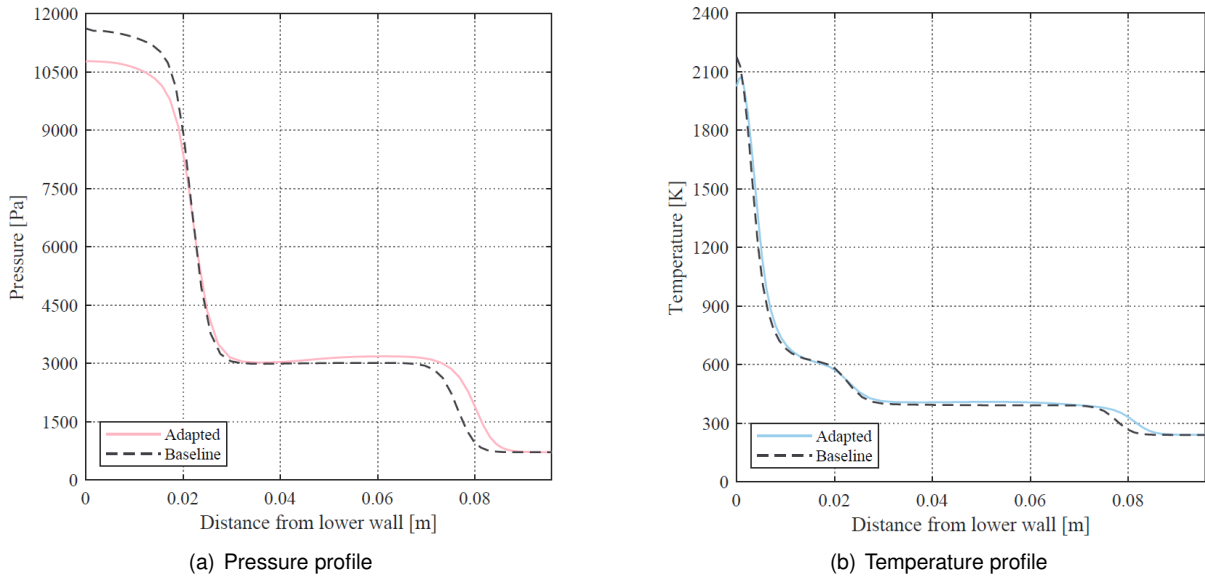 12000
10500
9000
7500
6000
4500
3000
1500
0
Pressure [Pa]
Adapted
Baseline
0 0.02 0.04 0.06 0.08
Distance from lower wall [m]
(a) Pressure profile
2400
2100
1800
1500
1200
900
600
300
0
Temperature [K]
Adapted
Baseline
0 0.02 0.04 0.06 0.08
Distance from lower wall [m]
(b) Temperature profile